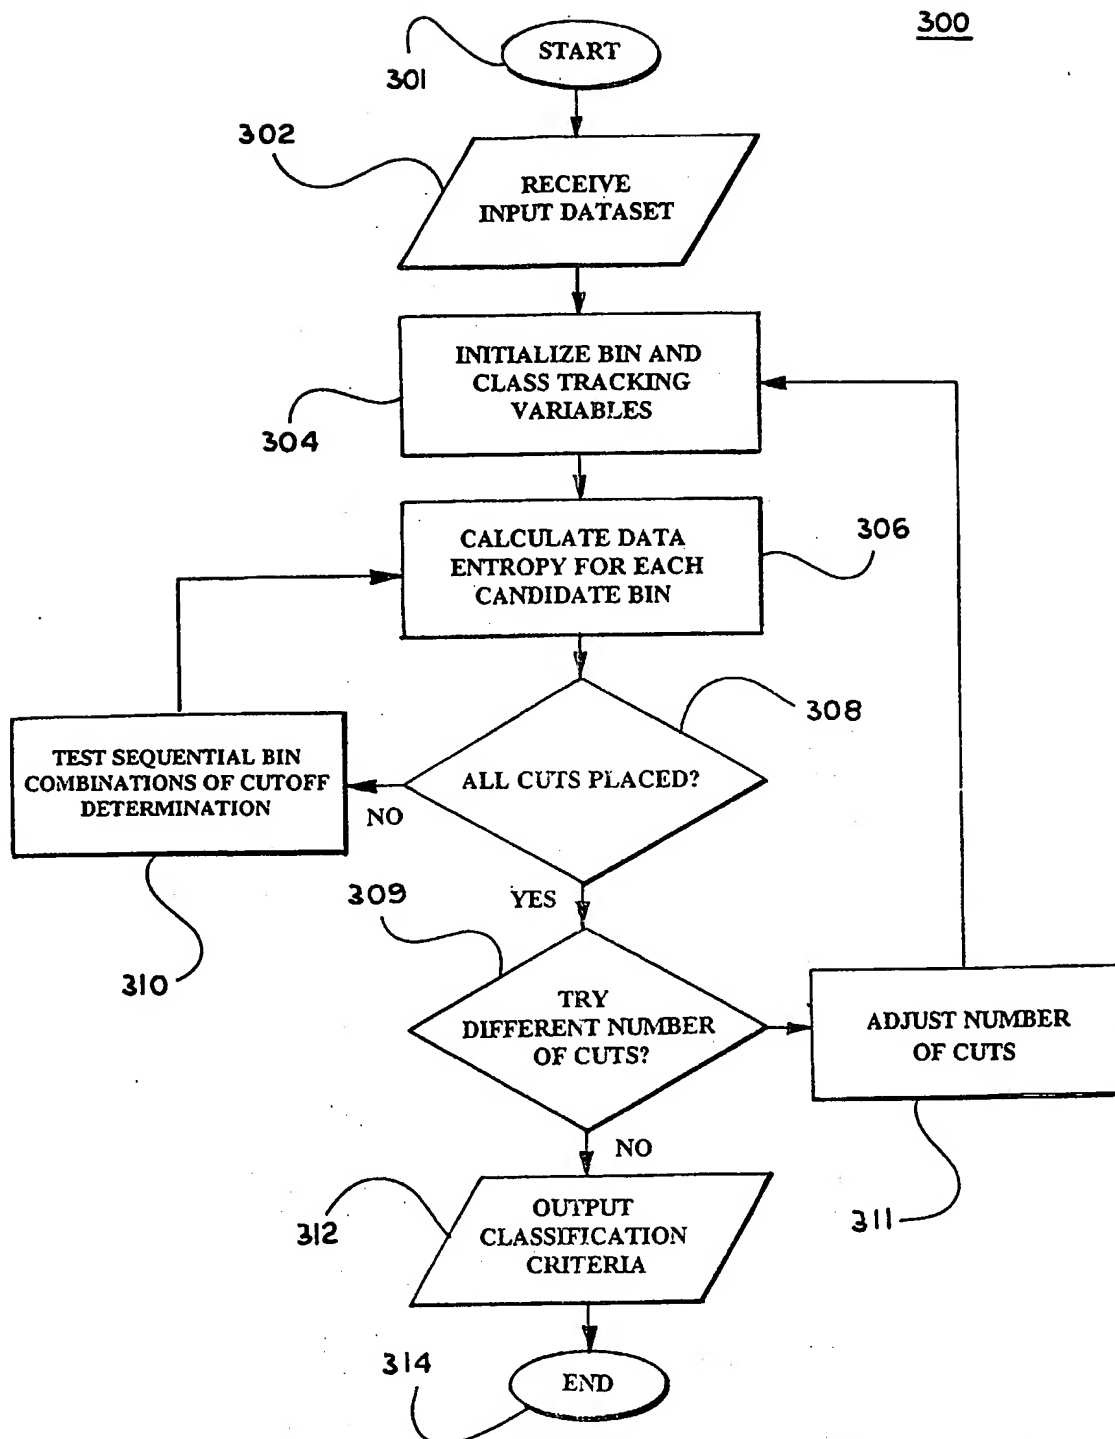 300
START
301
302
RECEIVE
INPUT DATASET
INITIALIZE BIN AND
CLASS TRACKING
VARIABLES
304
CALCULATE DATA
ENTROPY FOR EACH
CANDIDATE BIN
306
308
TEST SEQUENTIAL BIN
COMBINATIONS OF CUTOFF
DETERMINATION
ALL CUTS PLACED?
NO
310
YES
309
TRY
DIFFERENT NUMBER
OF CUTS?
ADJUST NUMBER
OF CUTS
311
NO
312
OUTPUT
CLASSIFICATION
CRITERIA
314
END